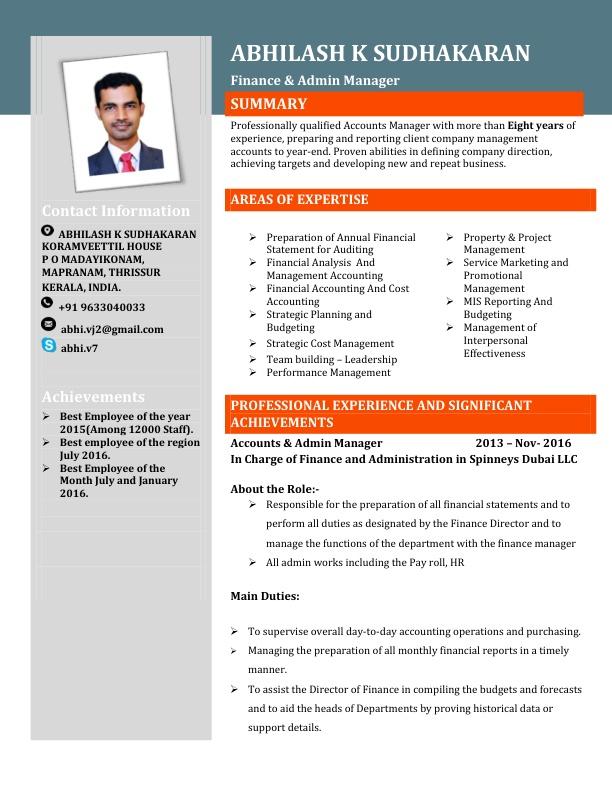 ABHILASH K SUDHAKARAN
Finance & Admin Manager
SUMMARY
Professionally qualified Accounts Manager with more than Eight years of
experience, preparing and reporting client company management
accounts to year-end. Proven abilities in defining company direction,
achieving targets and developing new and repeat business.
Contact Information
ABHILASH K SUDHAKARAN
KORAMVEETTIL HOUSE
P O MADAYIKONAM,
MAPRANAM, THRISSUR
KERALA, INDIA.
+91 9633040033
abhi.vj2@gmail.com
abhi.v7
Achievements
➢ Best Employee of the year
2015(Among 12000 Staff).
➢ Best employee of the region
July 2016.
➢ Best Employee of the
Month July and January
2016.
AREAS OF EXPERTISE
➢ Preparation of Annual Financial
Statement for Auditing
➢ Financial Analysis And
Management Accounting
➢ Financial Accounting And Cost
Accounting
➢ Strategic Planning and
Budgeting
➢ Strategic Cost Management
➢ Team building – Leadership
➢ Performance Management
➢ Property & Project
Management
➢ Service Marketing and
Promotional
Management
➢ MIS Reporting And
Budgeting
➢ Management of
Interpersonal
Effectiveness
PROFESSIONAL EXPERIENCE AND SIGNIFICANT
ACHIEVEMENTS
Accounts & Admin Manager 2013 – Nov- 2016
In Charge of Finance and Administration in Spinneys Dubai LLC
About the Role:-
➢ Responsible for the preparation of all financial statements and to
perform all duties as designated by the Finance Director and to
manage the functions of the department with the finance manager
➢ All admin works including the Pay roll, HR
Main Duties:
➢ To supervise overall day-to-day accounting operations and purchasing.
➢ Managing the preparation of all monthly financial reports in a timely
manner.
➢ To assist the Director of Finance in compiling the budgets and forecasts
and to aid the heads of Departments by proving historical data or
support details.